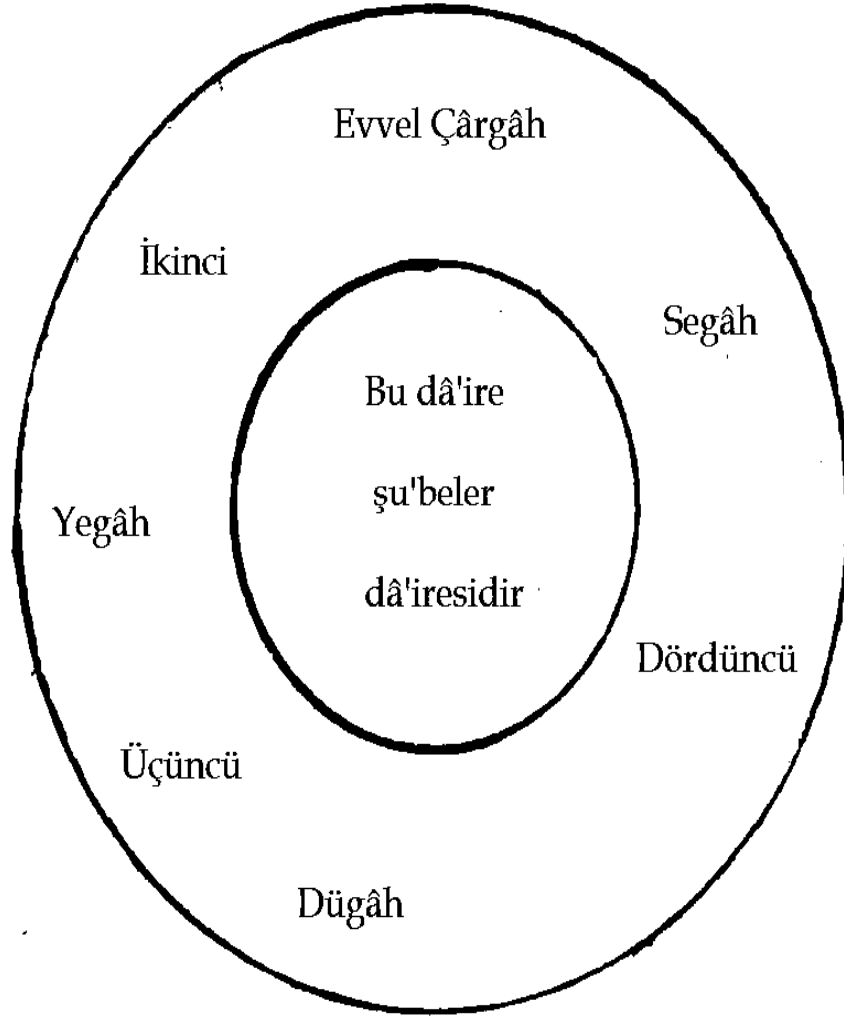 Evvel Çârgâh
İkinci
Segâh
Bu dâ'ire
şu'beler
Yegâh
dâ'iresidir
Dördüncü
Üçüncü
Dügâh